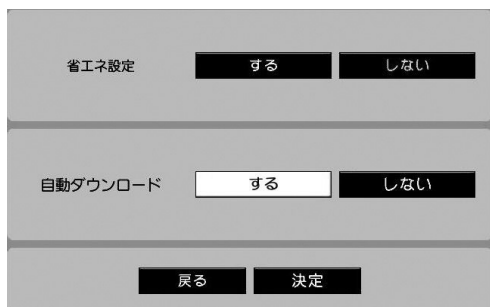 省エネ設定 する しない
自動ダウンロード する しない
戻る 決定